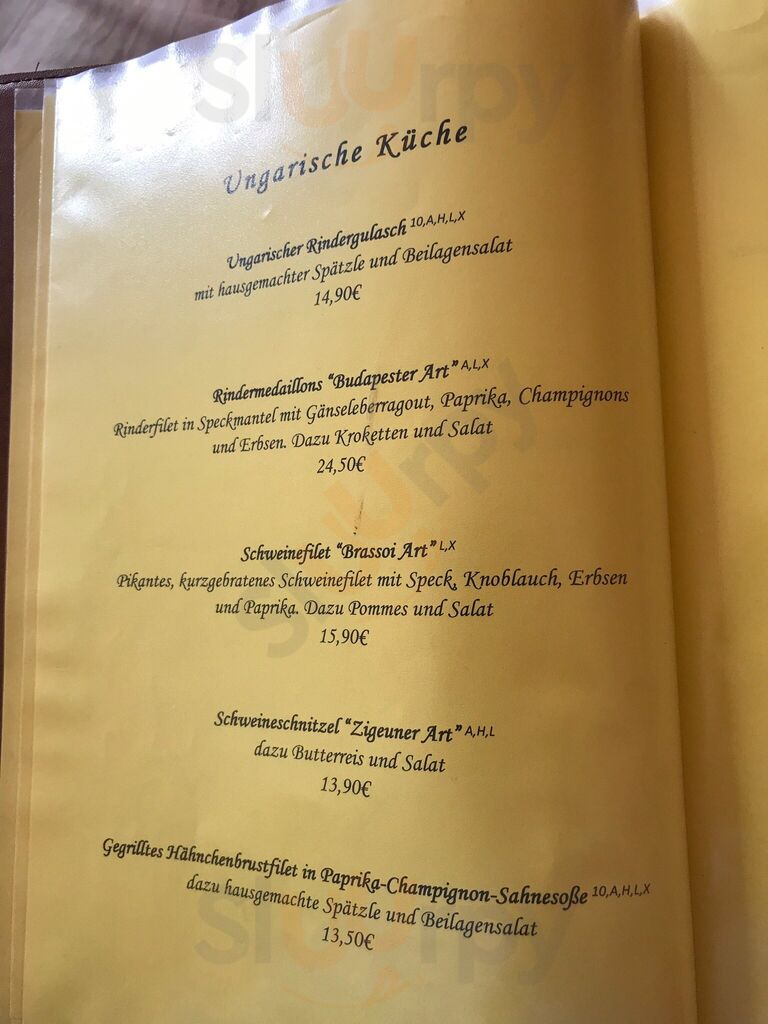 Ungarische Küche
Ungarischer Rindergulasch 10,A,H,L,X
mit hausgemachter Spätzle und Beilagensalat
14,90€
Rindermedaillons "Budapester Art" A,L,X
Rinderfilet in Speckmantel mit Gänseleberragout, Paprika, Champignons
und Erbsen. Dazu Kroketten und Salat
24,50€
Schweinefilet "Brassoi Art" L,X
Pikantes, kurzgebratenes Schweinefilet mit Speck, Knoblauch, Erbsen
und Paprika. Dazu Pommes und Salat
15,90€
Schweineschnitzel "Zigeuner Art" A,H,L
dazu Butterreis und Salat
13,90€
Gegrilltes Hähnchenbrustfilet in Paprika-Champignon-Sahnesoße 10,A,H,L,X
dazu hausgemachte Spätzle und Beilagensalat
13,50€
Slurpy
Slurpy
Slurpy